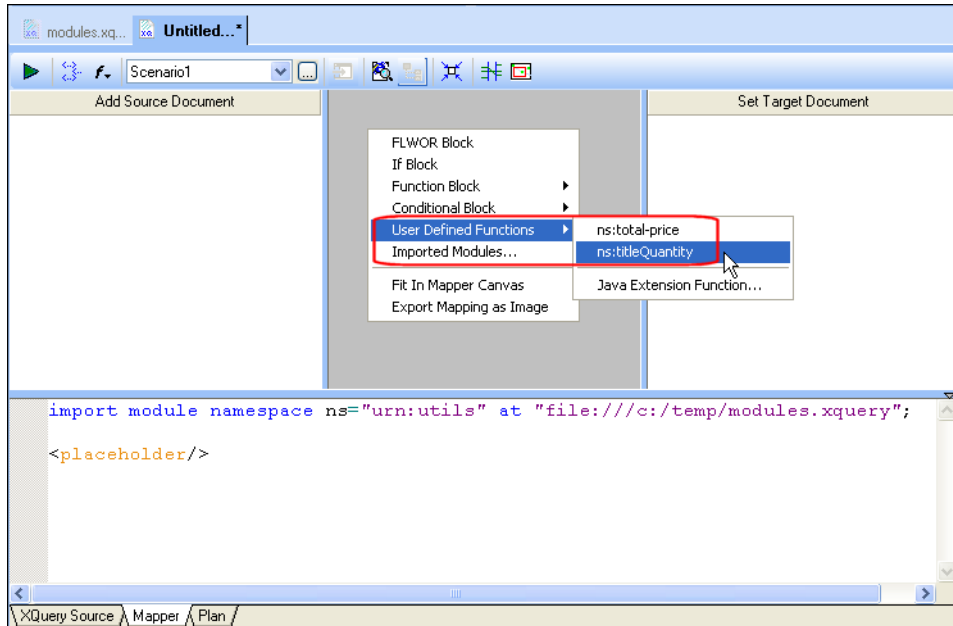 modules.xq... Untitled...*
f Scenario1 ...
Add Source Document Set Target Document
FLWOR Block
If Block
Function Block
Conditional Block
User Defined Functions ns:total-price
Imported Modules... ns:titleQuantity
Fit In Mapper Canvas Java Extension Function...
Export Mapping as Image
import module namespace ns="urn:utils" at "file:///c:/temp/modules.xquery";
<placeholder/>
XQuery Source Mapper Plan